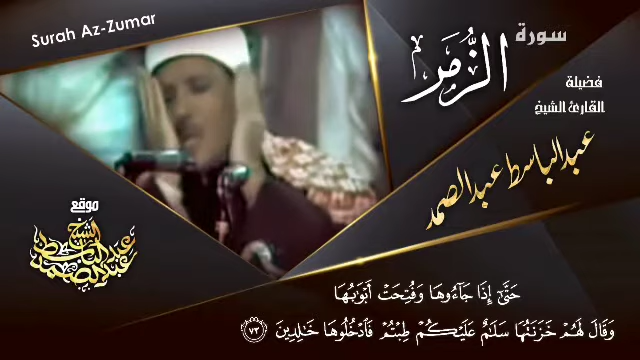 Surah Az-Zumar
سورة
الزُّمَر
فضيلة
القارئ الشيخ
عبدالباسط عبدالصمد
موقع
الشيخ
عبدالباسط
عبدالصمد
حَتَّىٰٓ إِذَا جَآءُوهَا وَفُتِحَتْ أَبْوَٰبُهَا
وَقَالَ لَهُمْ خَزَنَتُهَا سَلَٰمٌ عَلَيْكُمْ طِبْتُمْ فَٱدْخُلُوهَا خَٰلِدِينَ ٧٣